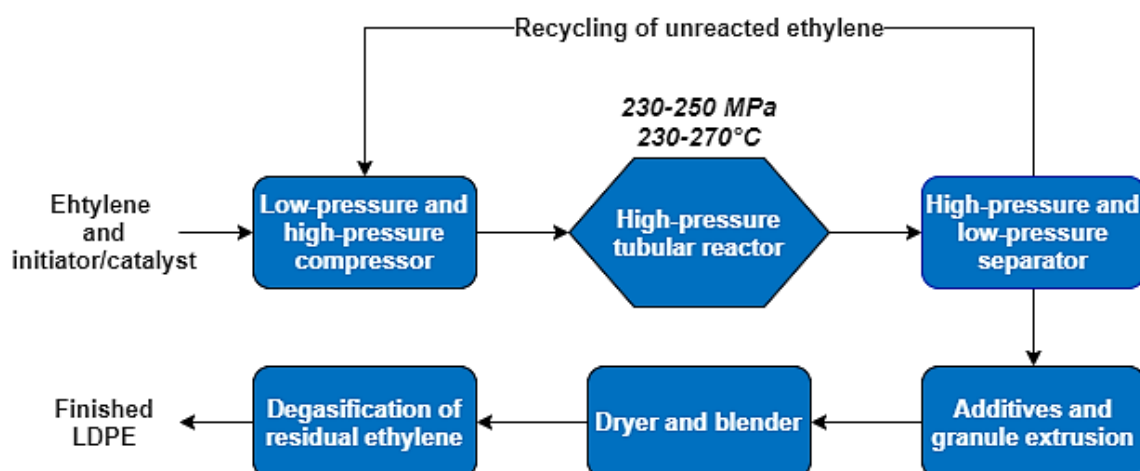 Recycling of unreacted ethylene
230-250 MPa
230-270°C
Ehtylene
and
initiator/catalyst
Low-pressure and
high-pressure
compressor
High-pressure
tubular reactor
High-pressure and
low-pressure
separator
Finished
LDPE
Degasification of
residual ethylene
Dryer and blender
Additives and
granule extrusion